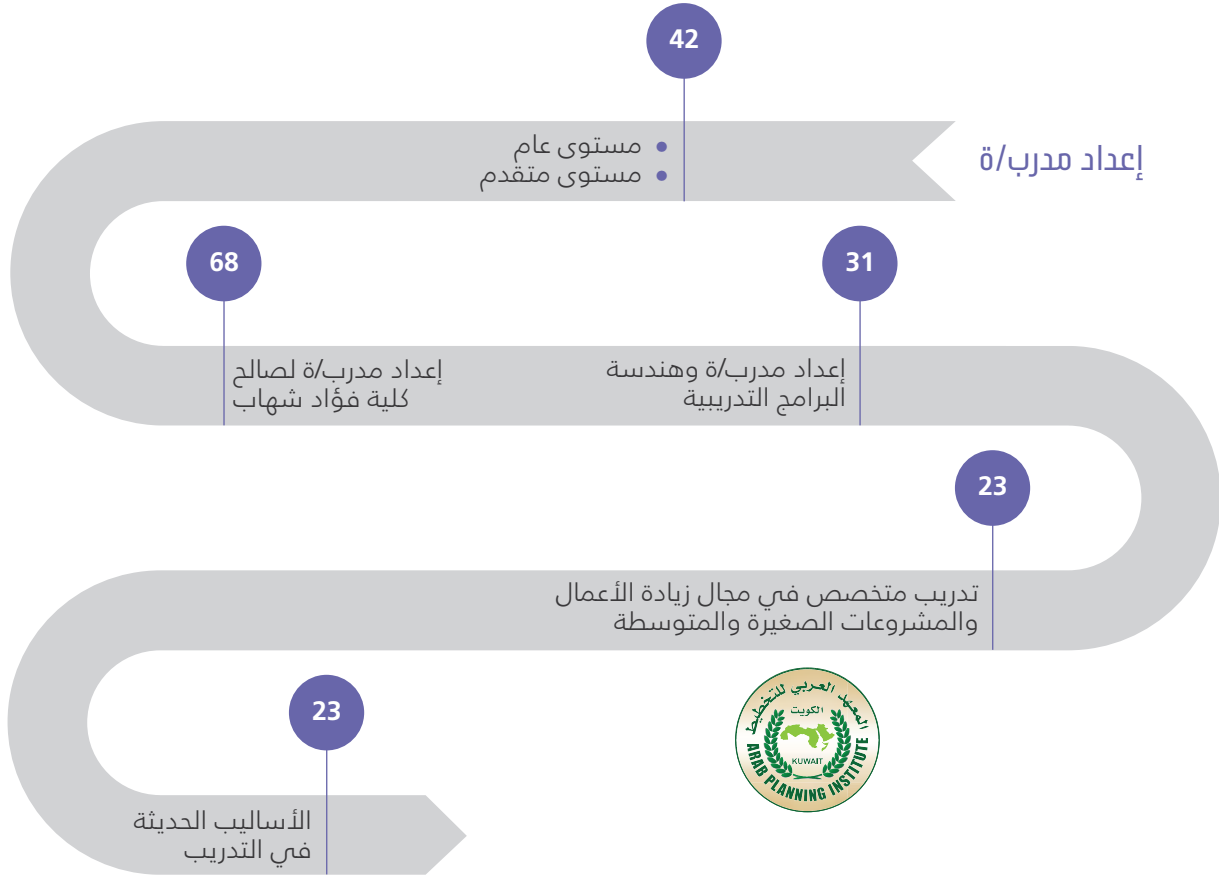 42
إعداد مدرب/ة
مستوى عام
مستوى متقدم
31
68
إعداد مدرب/ة وهندسة
البرامج التدريبية
إعداد مدرب/ة لصالح
كلية فؤاد شهاب
23
تدريب متخصص في مجال زيادة الأعمال
والمشروعات الصغيرة والمتوسطة
المعهد العربي للتخطيط
الكويت
KUWAIT
ARAB PLANNING INSTITUTE
23
الأساليب الحديثة
في التدريب